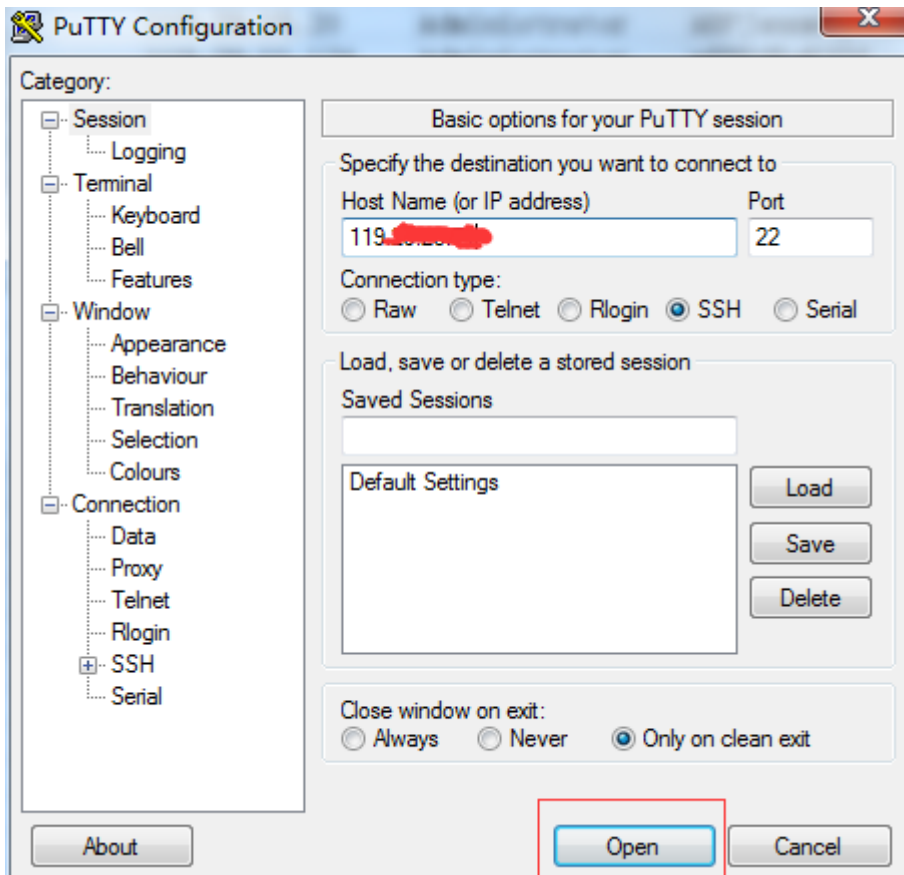 PuTTY Configuration
Category:
Session
Logging
Terminal
Keyboard
Bell
Features
Window
Appearance
Behaviour
Translation
Selection
Colours
Connection
Data
Proxy
Telnet
Rlogin
SSH
Serial
Basic options for your PuTTY session
Specify the destination you want to connect to
Host Name (or IP address) Port
119. 22
Connection type:
Raw Telnet Rlogin SSH Serial
Load, save or delete a stored session
Saved Sessions
Default Settings
Load
Save
Delete
Close window on exit:
Always Never Only on clean exit
About Open Cancel